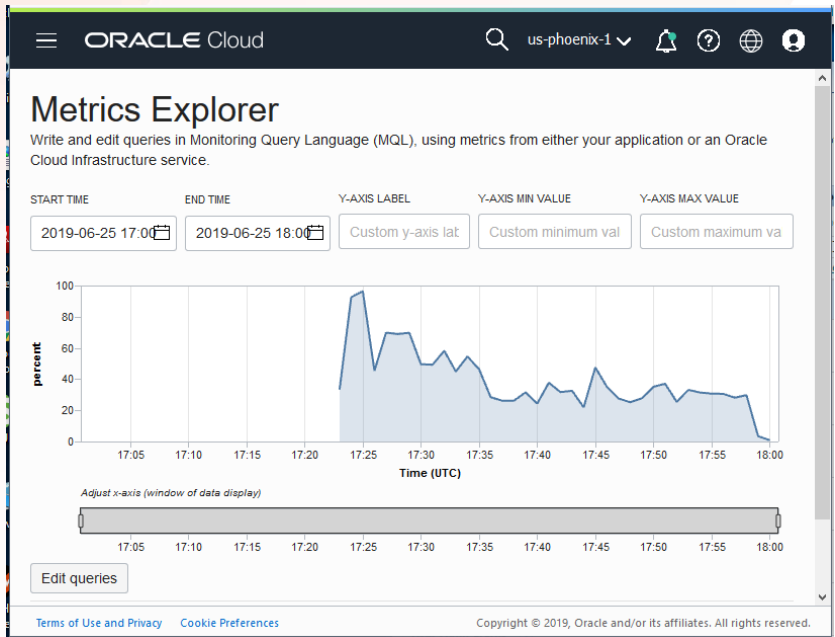 ORACLE Cloud
us-phoenix-1
Metrics Explorer
Write and edit queries in Monitoring Query Language (MQL), using metrics from either your application or an Oracle
Cloud Infrastructure service.
START TIME END TIME Y-AXIS LABEL Y-AXIS MIN VALUE Y-AXIS MAX VALUE
2019-06-25 17:00 2019-06-25 18:00 Custom y-axis lat Custom minimum val Custom maximum va
100
80
60
40
20
0
percent
17:05 17:10 17:15 17:20 17:25 17:30 17:35 17:40 17:45 17:50 17:55 18:00
Time (UTC)
Adjust x-axis (window of data display)
17:05 17:10 17:15 17:20 17:25 17:30 17:35 17:40 17:45 17:50 17:55 18:00
Edit queries
Terms of Use and Privacy Cookie Preferences Copyright © 2019, Oracle and/or its affiliates. All rights reserved.